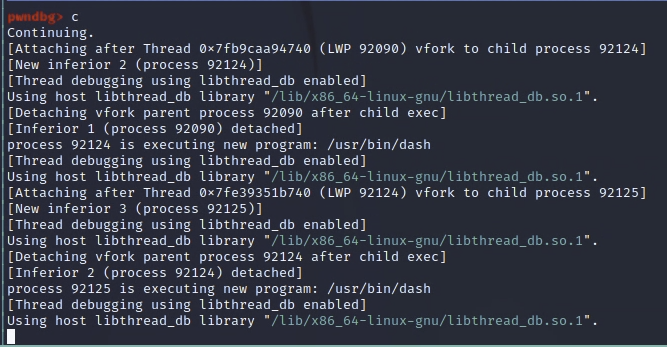 pwndbg> c
Continuing.
[Attaching after Thread 0x7fb9caa94740 (LWP 92090) vfork to child process 92124]
[New inferior 2 (process 92124)]
[Thread debugging using libthread_db enabled]
Using host libthread_db library "/lib/x86_64-linux-gnu/libthread_db.so.1".
[Detaching vfork parent process 92090 after child exec]
[Inferior 1 (process 92090) detached]
process 92124 is executing new program: /usr/bin/dash
[Thread debugging using libthread_db enabled]
Using host libthread_db library "/lib/x86_64-linux-gnu/libthread_db.so.1".
[Attaching after Thread 0x7fe39351b740 (LWP 92124) vfork to child process 92125]
[New inferior 3 (process 92125)]
[Thread debugging using libthread_db enabled]
Using host libthread_db library "/lib/x86_64-linux-gnu/libthread_db.so.1".
[Detaching vfork parent process 92124 after child exec]
[Inferior 2 (process 92124) detached]
process 92125 is executing new program: /usr/bin/dash
[Thread debugging using libthread_db enabled]
Using host libthread_db library "/lib/x86_64-linux-gnu/libthread_db.so.1".